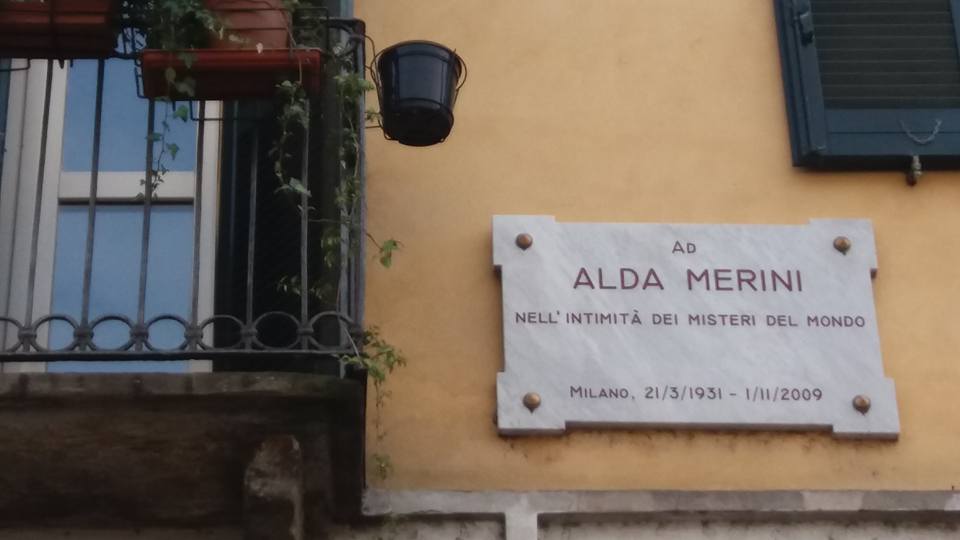 AD
ALDA MERINI
NELL'INTIMITÀ DEI MISTERI DEL MONDO
MILANO, 21/3/1931 - 1/11/2009